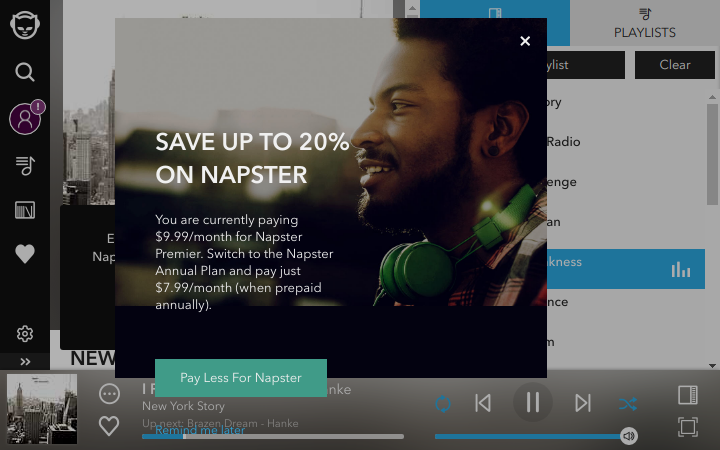 PLAYLISTS
ylist
Clear
SAVE UP TO 20%
ON NAPSTER
You are currently paying
$9.99/month for Napster
Premier. Switch to the Napster
Annual Plan and pay just
$7.99/month (when prepaid
annually).
ory
Radio
enge
an
kness
nce
m
E
Nap
NEW
Pay Less For Napster
I F
nke
New York Story
Up next: Brazen Dream - Hanke
Remind me later
!